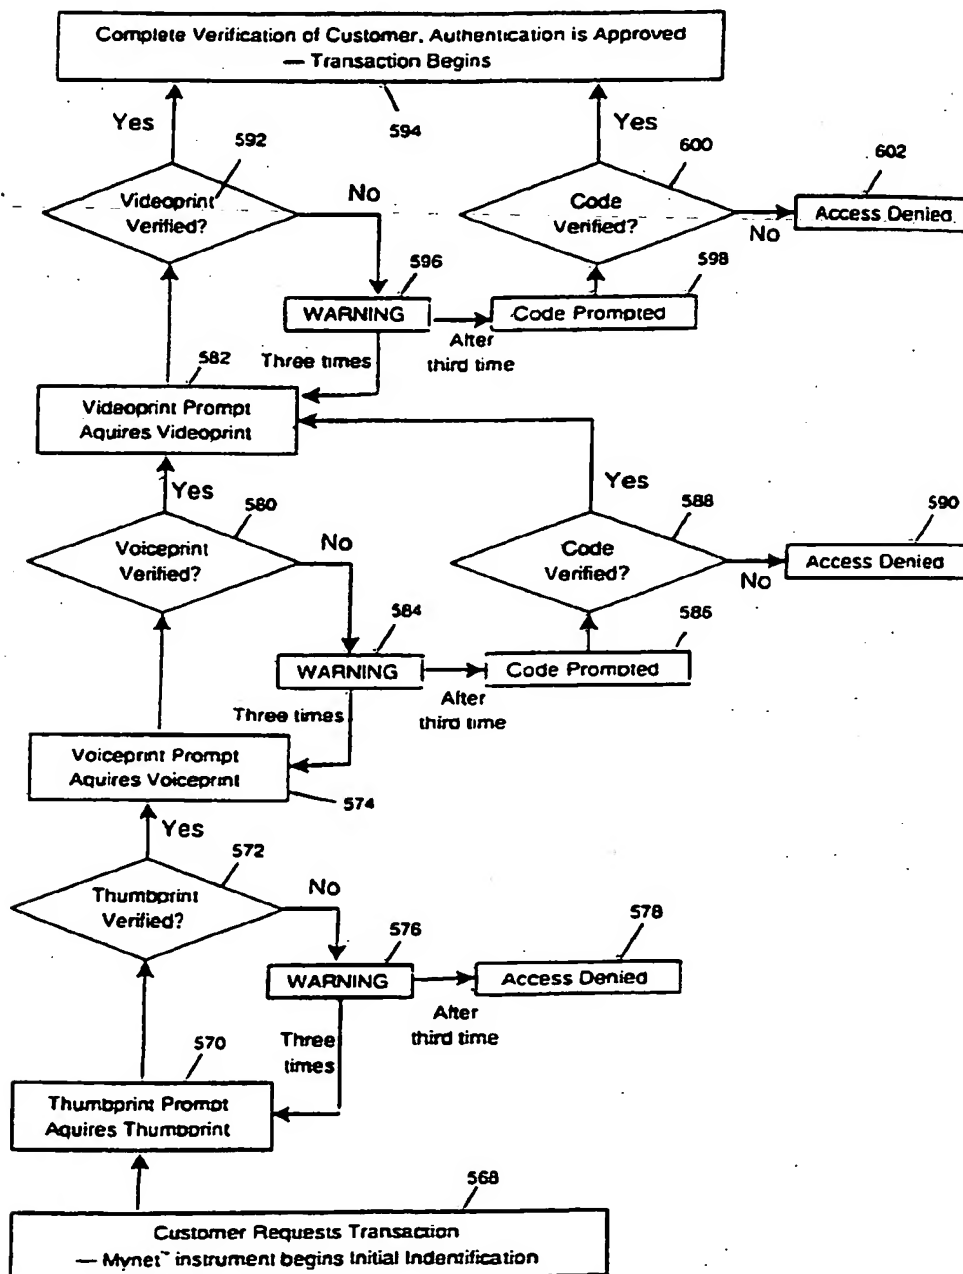 Complete Verification of Customer, Authentication is Approved
— Transaction Begins
594
Yes
Yes
592
600
602
Videoprint
Verified?
No
Code
Verified?
No
Access Denied
596
598
WARNING
Code Prompted
After
third time
Three times
582
Videoprint Prompt
Aquires Videoprint
Yes
Yes
580
588
590
Voiceprint
Verified?
No
Code
Verified?
No
Access Denied
584
586
WARNING
Code Prompted
After
third time
Three times
Voiceprint Prompt
Aquires Voiceprint
574
Yes
572
Thumbprint
Verified?
No
576
578
WARNING
Access Denied
After
third time
Three
times
570
Thumbprint Prompt
Aquires Thumbprint
568
Customer Requests Transaction
— Mynet™ instrument begins Initial Indentification